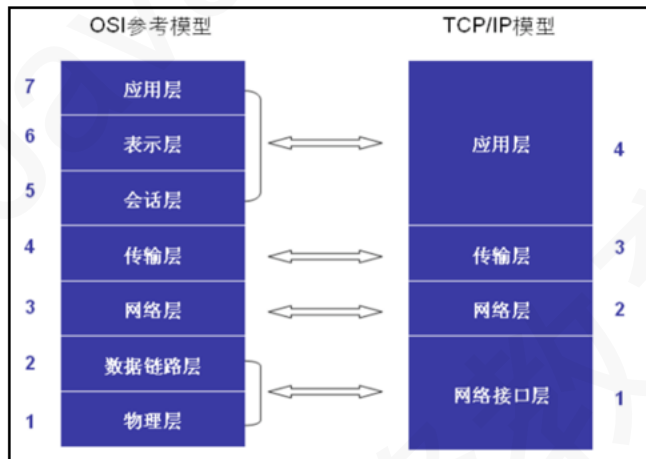 OSI参考模型 TCP/IP模型
7 应用层
6 表示层
5 会话层
4 传输层
3 网络层
2 数据链路层
1 物理层
应用层 4
传输层 3
网络层 2
网络接口层 1